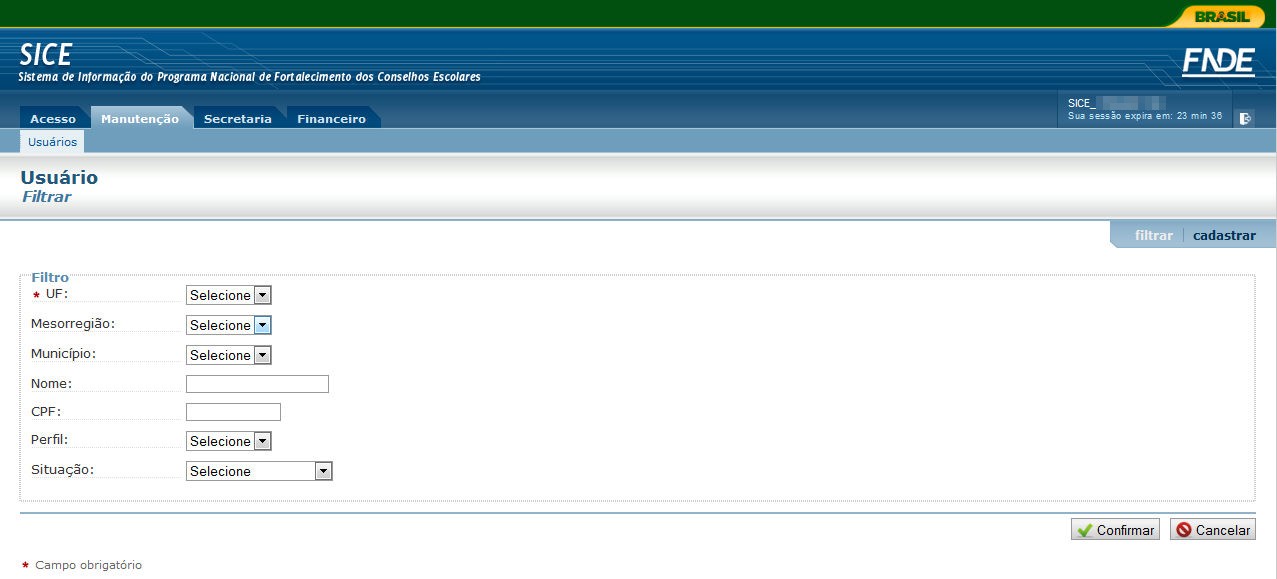 BRASIL
SICE
Sistema de Informação do Programa Nacional de Fortalecimento dos Conselhos Escolares
FNDE
Acesso Manutenção Secretaria Financeiro
SICE_
Sua sessão expira em: 23 min 36
Usuários
Usuário
Filtrar
filtrar cadastrar
Filtro
* UF: Selecione
Mesorregião: Selecione
Município: Selecione
Nome:
CPF:
Perfil: Selecione
Situação: Selecione
Confirmar Cancelar
* Campo obrigatório